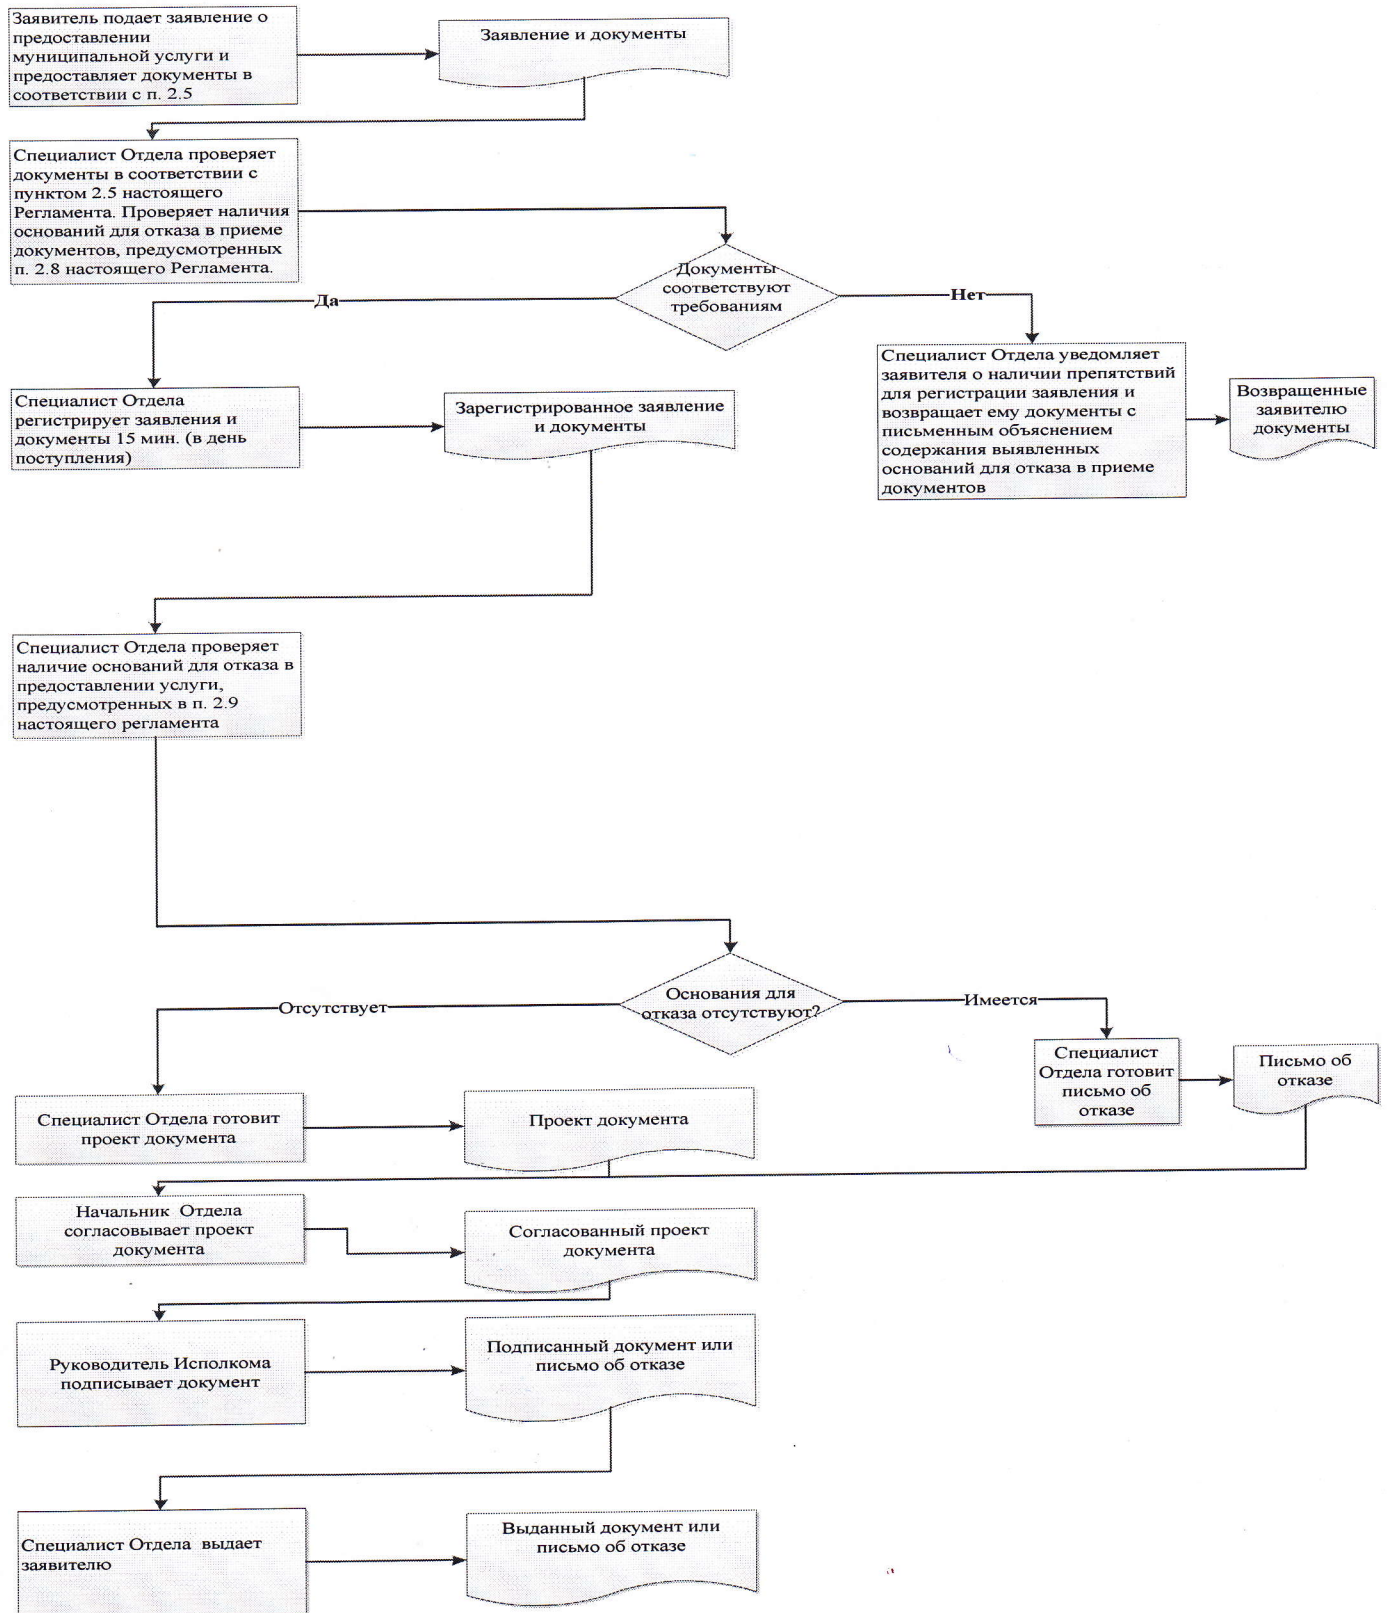 Заявитель подает заявление о
предоставлении
муниципальной услуги и
предоставляет документы в
соответствии с п. 2.5
Заявление и документы
Специалист Отдела проверяет
документы в соответствии с
пунктом 2.5 настоящего
Регламента. Проверяет наличия
оснований для отказа в приеме
документов, предусмотренных
п. 2.8 настоящего Регламента.
Документы
соответствуют
требованиям
Да
Нет
Специалист Отдела
регистрирует заявления и
документы 15 мин. (в день
поступления)
Зарегистрированное заявление
и документы
Специалист Отдела уведомляет
заявителя о наличии препятствий
для регистрации заявления и
возвращает ему документы с
письменным объяснением
содержания выявленных
оснований для отказа в приеме
документов
Возвращенные
заявителю
документы
Специалист Отдела проверяет
наличие оснований для отказа в
предоставлении услуги,
предусмотренных в п. 2.9
настоящего регламента
Основания для
отказа отсутствуют?
Отсутствует
Имеется
Специалист
Отдела готовит
письмо об
отказе
Письмо об
отказе
Специалист Отдела готовит
проект документа
Проект документа
Начальник  Отдела
согласовывает проект
документа
Согласованный проект
документа
Руководитель Исполкома
подписывает документ
Подписанный документ или
письмо об отказе
Специалист Отдела  выдает
заявителю
Выданный документ или
письмо об отказе